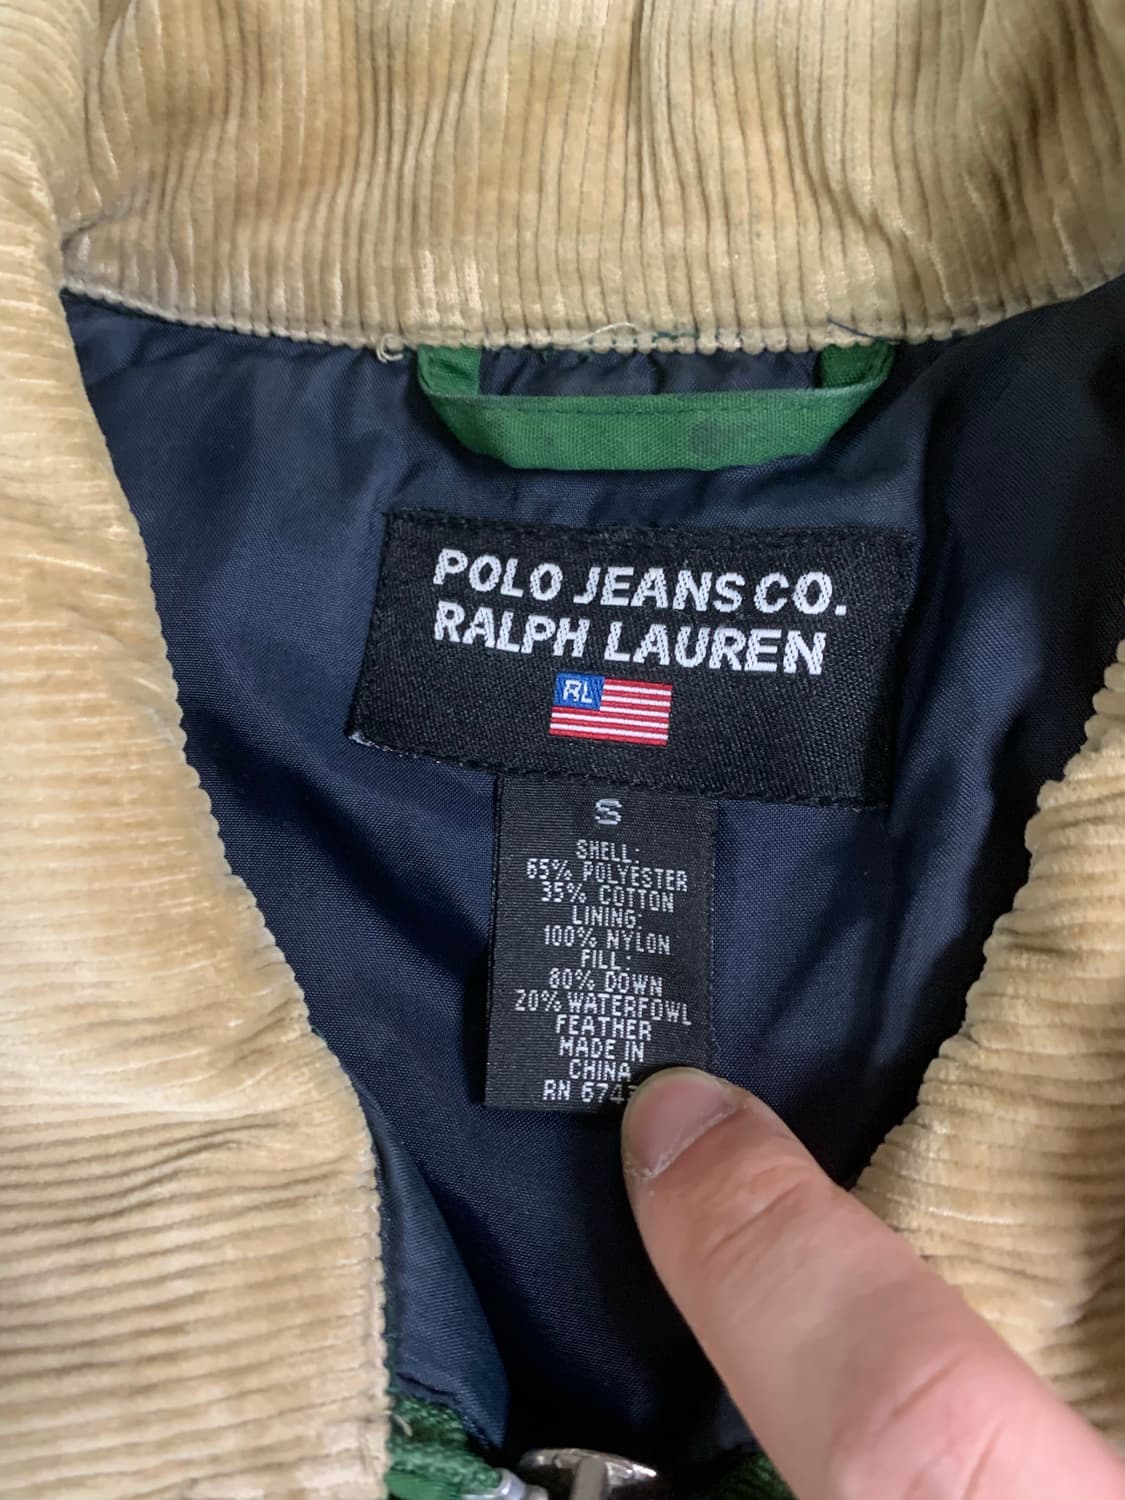 POLO JEANS CO.
RALPH LAUREN
RL
S
SHELL:
65% POLYESTER
35% COTTON
LINING:
100% NYLON
FILL:
80% DOWN
20% WATERFOWL
FEATHER
MADE IN
CHINA
RN